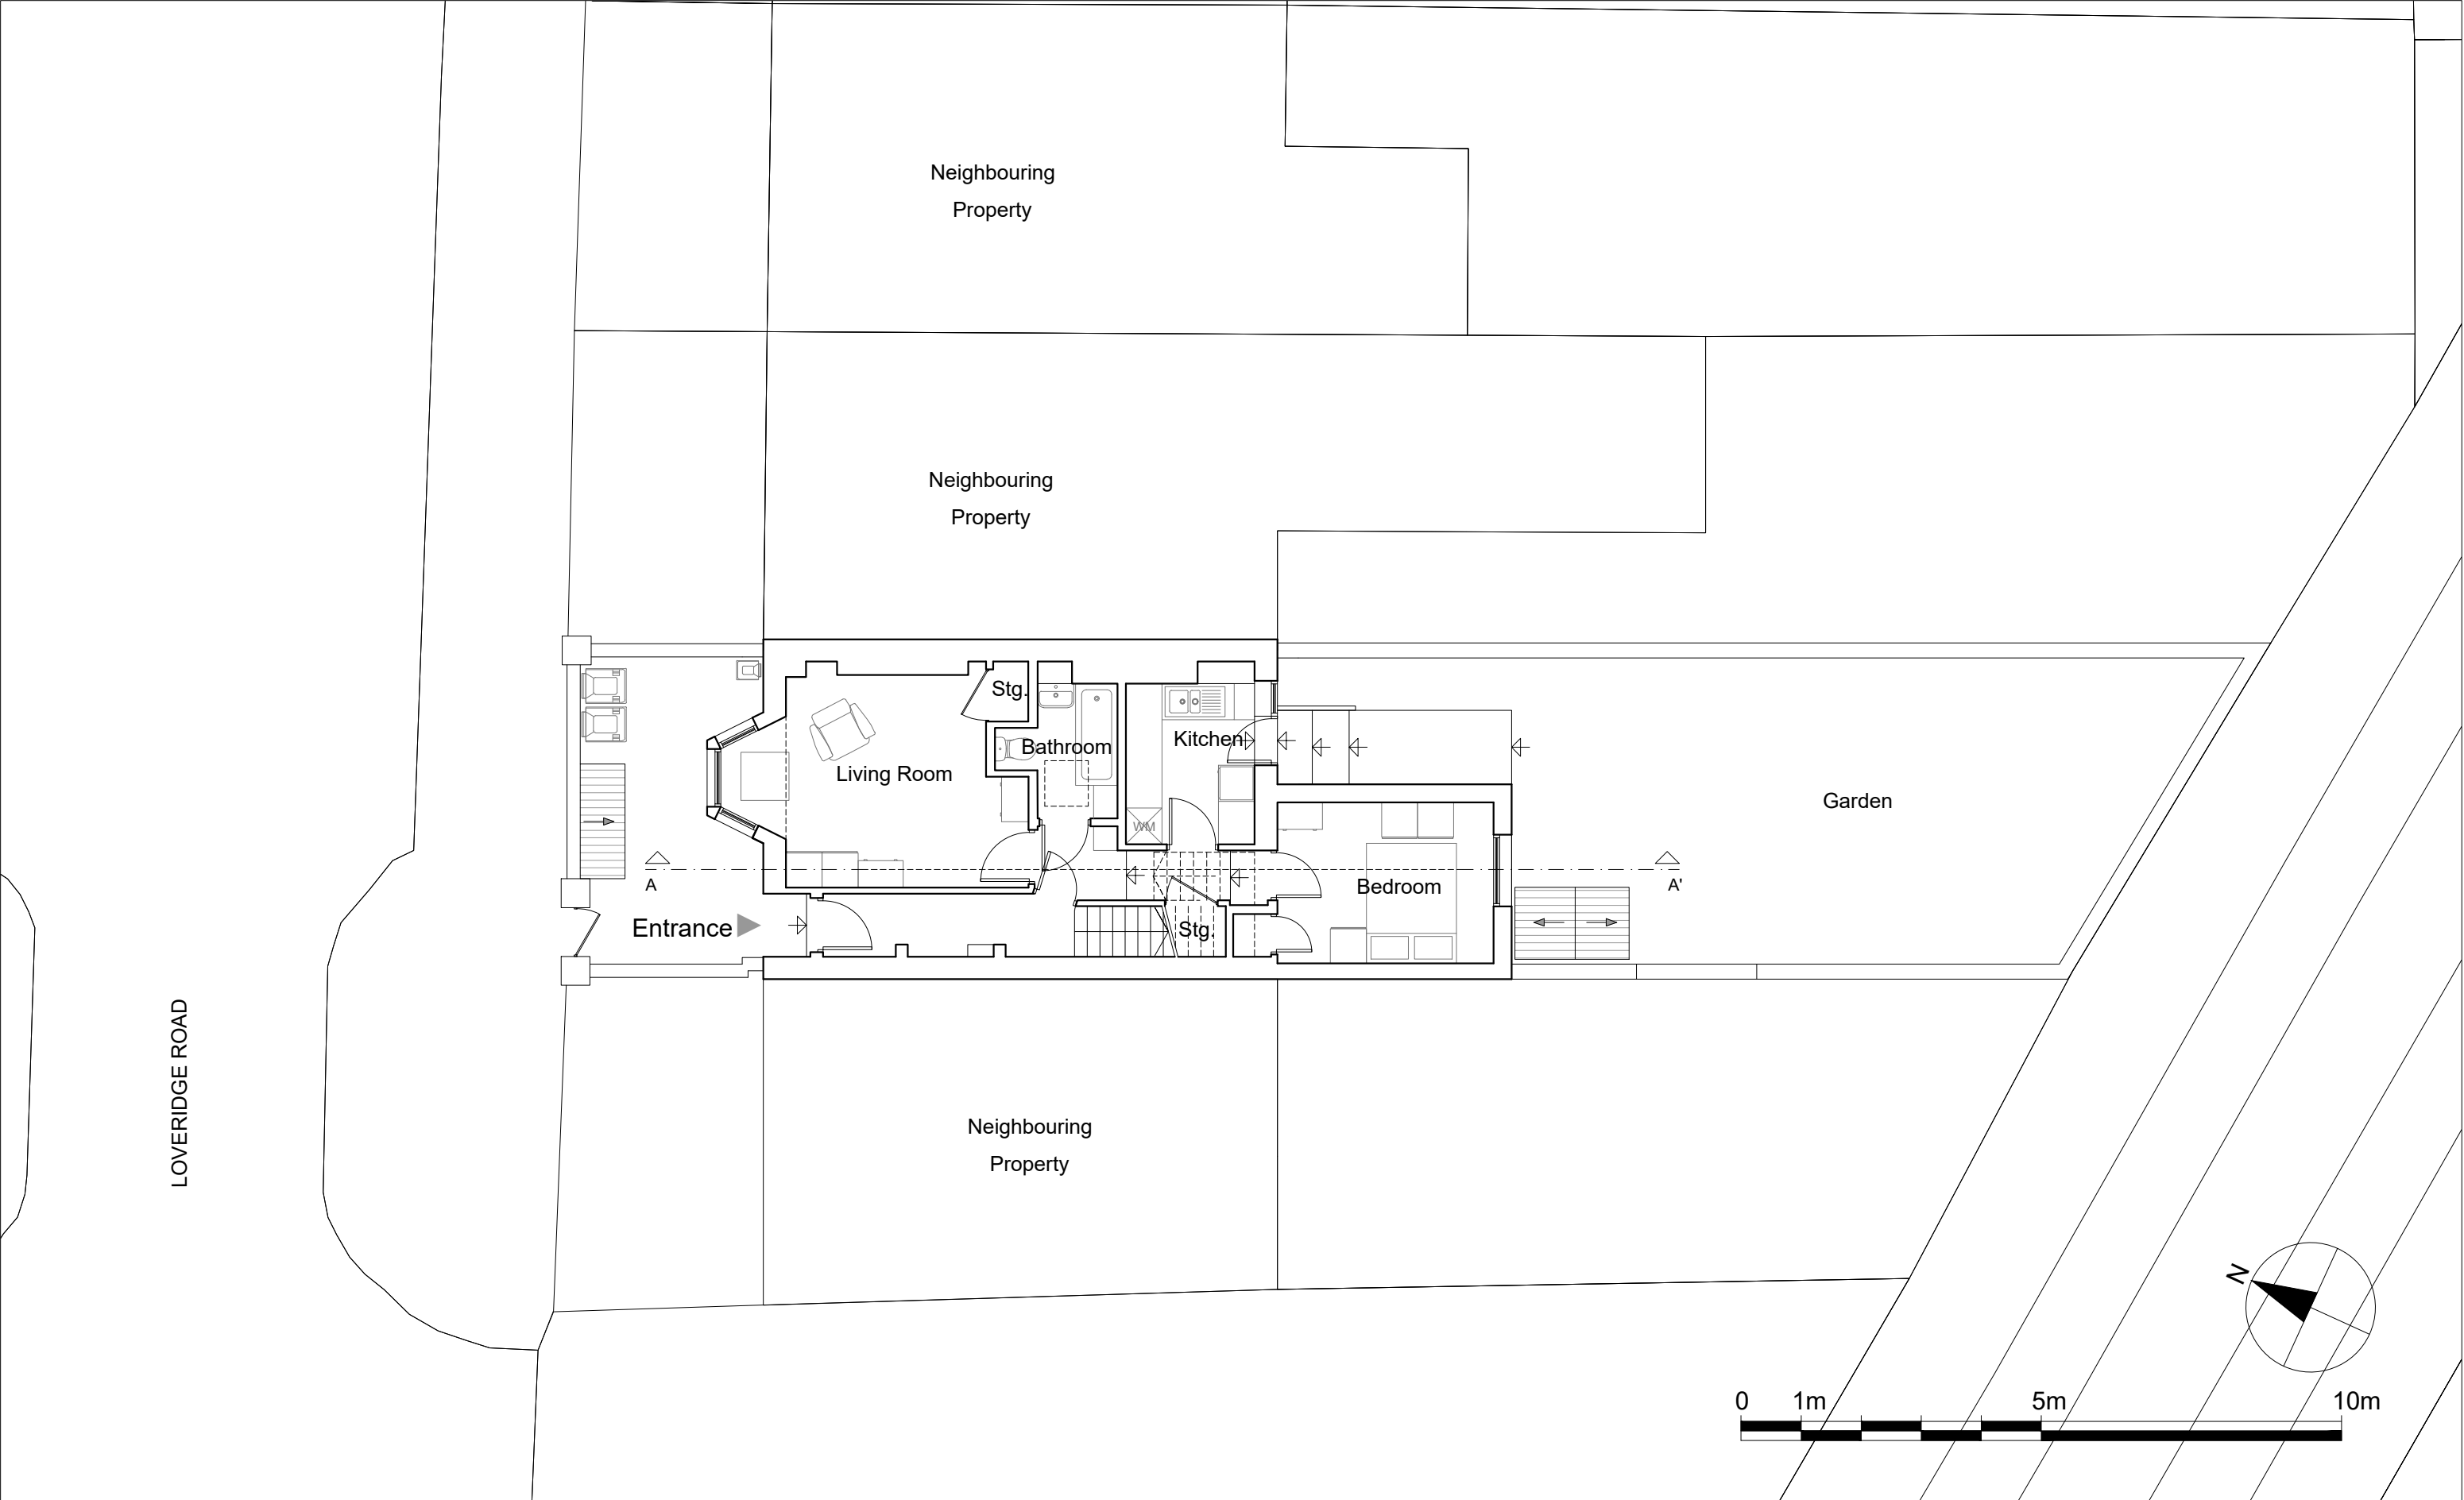 Neighbouring
Property
Neighbouring
Property
Stg.
Bathroom
Kitchen
Living Room
WM
Garden
A
A'
Bedroom
Entrance
Stg.
LOVERIDGE ROAD
Neighbouring
Property
N
0 1m 5m 10m